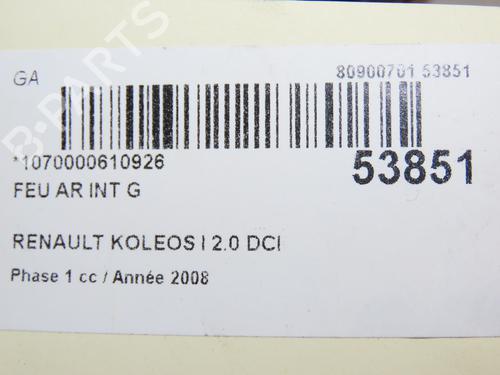 GA
80900701 53851
*1070000610926
53851
FEU AR INT G
RENAULT KOLEOS I 2.0 DCI
Phase 1 cc / Année 2008
B-PARTS